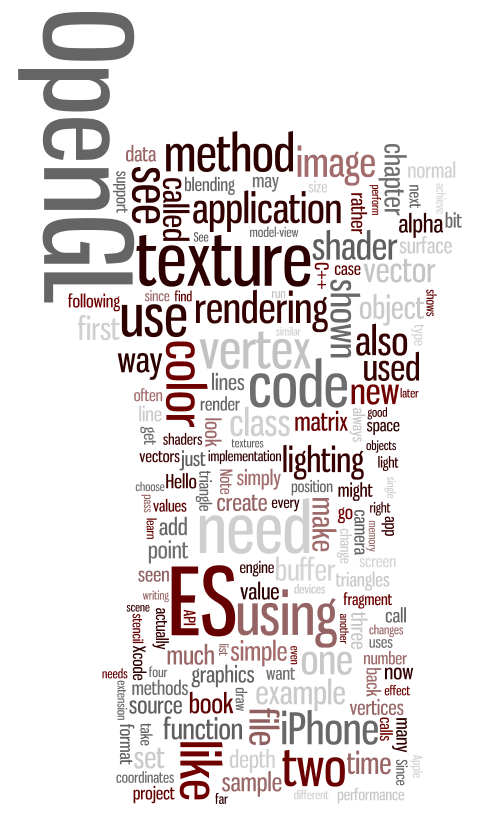 OpenGL
data
method
image
chapter
normal
support
see
called
blending
may
size
perform
rather
next
achieve
application
alpha
bit
See
model-view
texture
shader
surface
C++
case
vector
following
since
find
run
shown
object
shows
first
use
rendering
similar
also
type
way
color
vertex
used
lines
code
new
later
often
render
line
class
matrix
always
good
space
get
look
shaders
textures
objects
vectors
just
implementation
lighting
light
choose
Hello
triangle
Note
simply
position
might
single
pass
values
create
every
make
go
right
app
learn
add
need
camera
memory
point
change
screen
seen
ES
engine
buffer
triangles
writing
API
value
devices
fragment
scene
stencil
actually
using
another
three
call
changes
uses
Xcode
much
list
simple
even
one
number
needs
four
graphics
want
back
now
extension
methods
draw
example
effect
source
book
vertices
format
take
function
file
iPhone
calls
many
set
like
depth
two
time
Since
Apple
coordinates
sample
project
far
different
performance